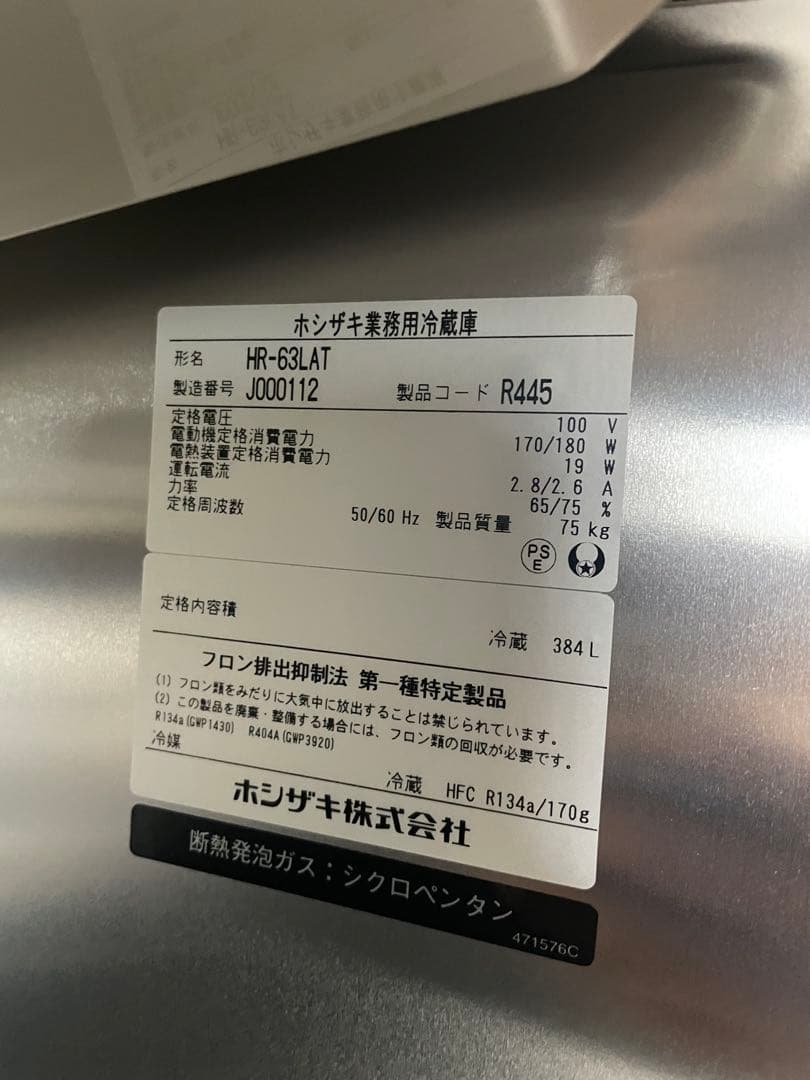 ホシザキ業務用冷蔵庫
形名 HR-63LAT
製造番号 J000112 製品コード R445
定格電圧 100 V
電動機定格消費電力 170/180 W
電熱装置定格消費電力 19 W
運転電流 2.8/2.6 A
力率 65/75 %
定格周波数 50/60 Hz 製品質量 75 kg
PS
E
定格内容積 冷蔵 384 L
フロン排出抑制法 第一種特定製品
(1) フロン類をみだりに大気中に放出することは禁じられています。
(2) この製品を廃棄・整備する場合には、フロン類の回収が必要です。
R134a(GWP1430) R404A(GWP3920)
冷媒 冷蔵 HFC R134a/170g
ホシザキ株式会社
断熱発泡ガス：シクロペンタン
471576C